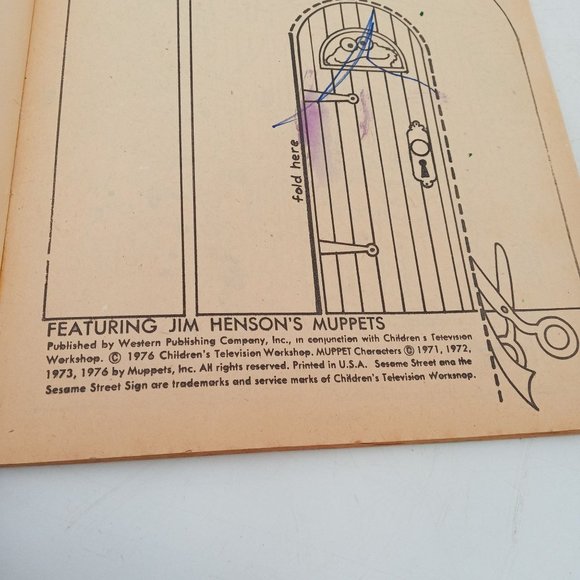 fold here
FEATURING JIM HENSON'S MUPPETS
Published by Western Publishing Company, Inc., in conjunction with Children's Television
Workshop. © 1976 Children's Television Workshop. MUPPET Characters © 1971, 1972,
1973, 1976 by Muppets, Inc. All rights reserved. Printed in U.S.A. Sesame Street and the
Sesame Street Sign are trademarks and service marks of Children's Television Workshop.